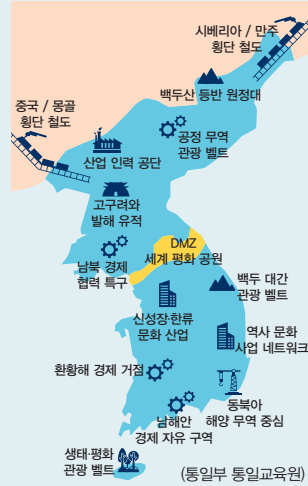 시베리아 / 만주
횡단 철도
백두산 등반 원정대
중국 / 몽골
횡단 철도
공정 무역
관광 벨트
산업 인력 공단
고구려와
발해 유적
DMZ
세계 평화 공원
남북 경제
협력 특구
백두 대간
관광 벨트
신성장·한류
문화 산업
역사 문화
사업 네트워크
환황해 경제 거점
동북아
해양 무역 중심
남해안
경제 자유 구역
생태·평화
관광 벨트
(통일부 통일교육원)